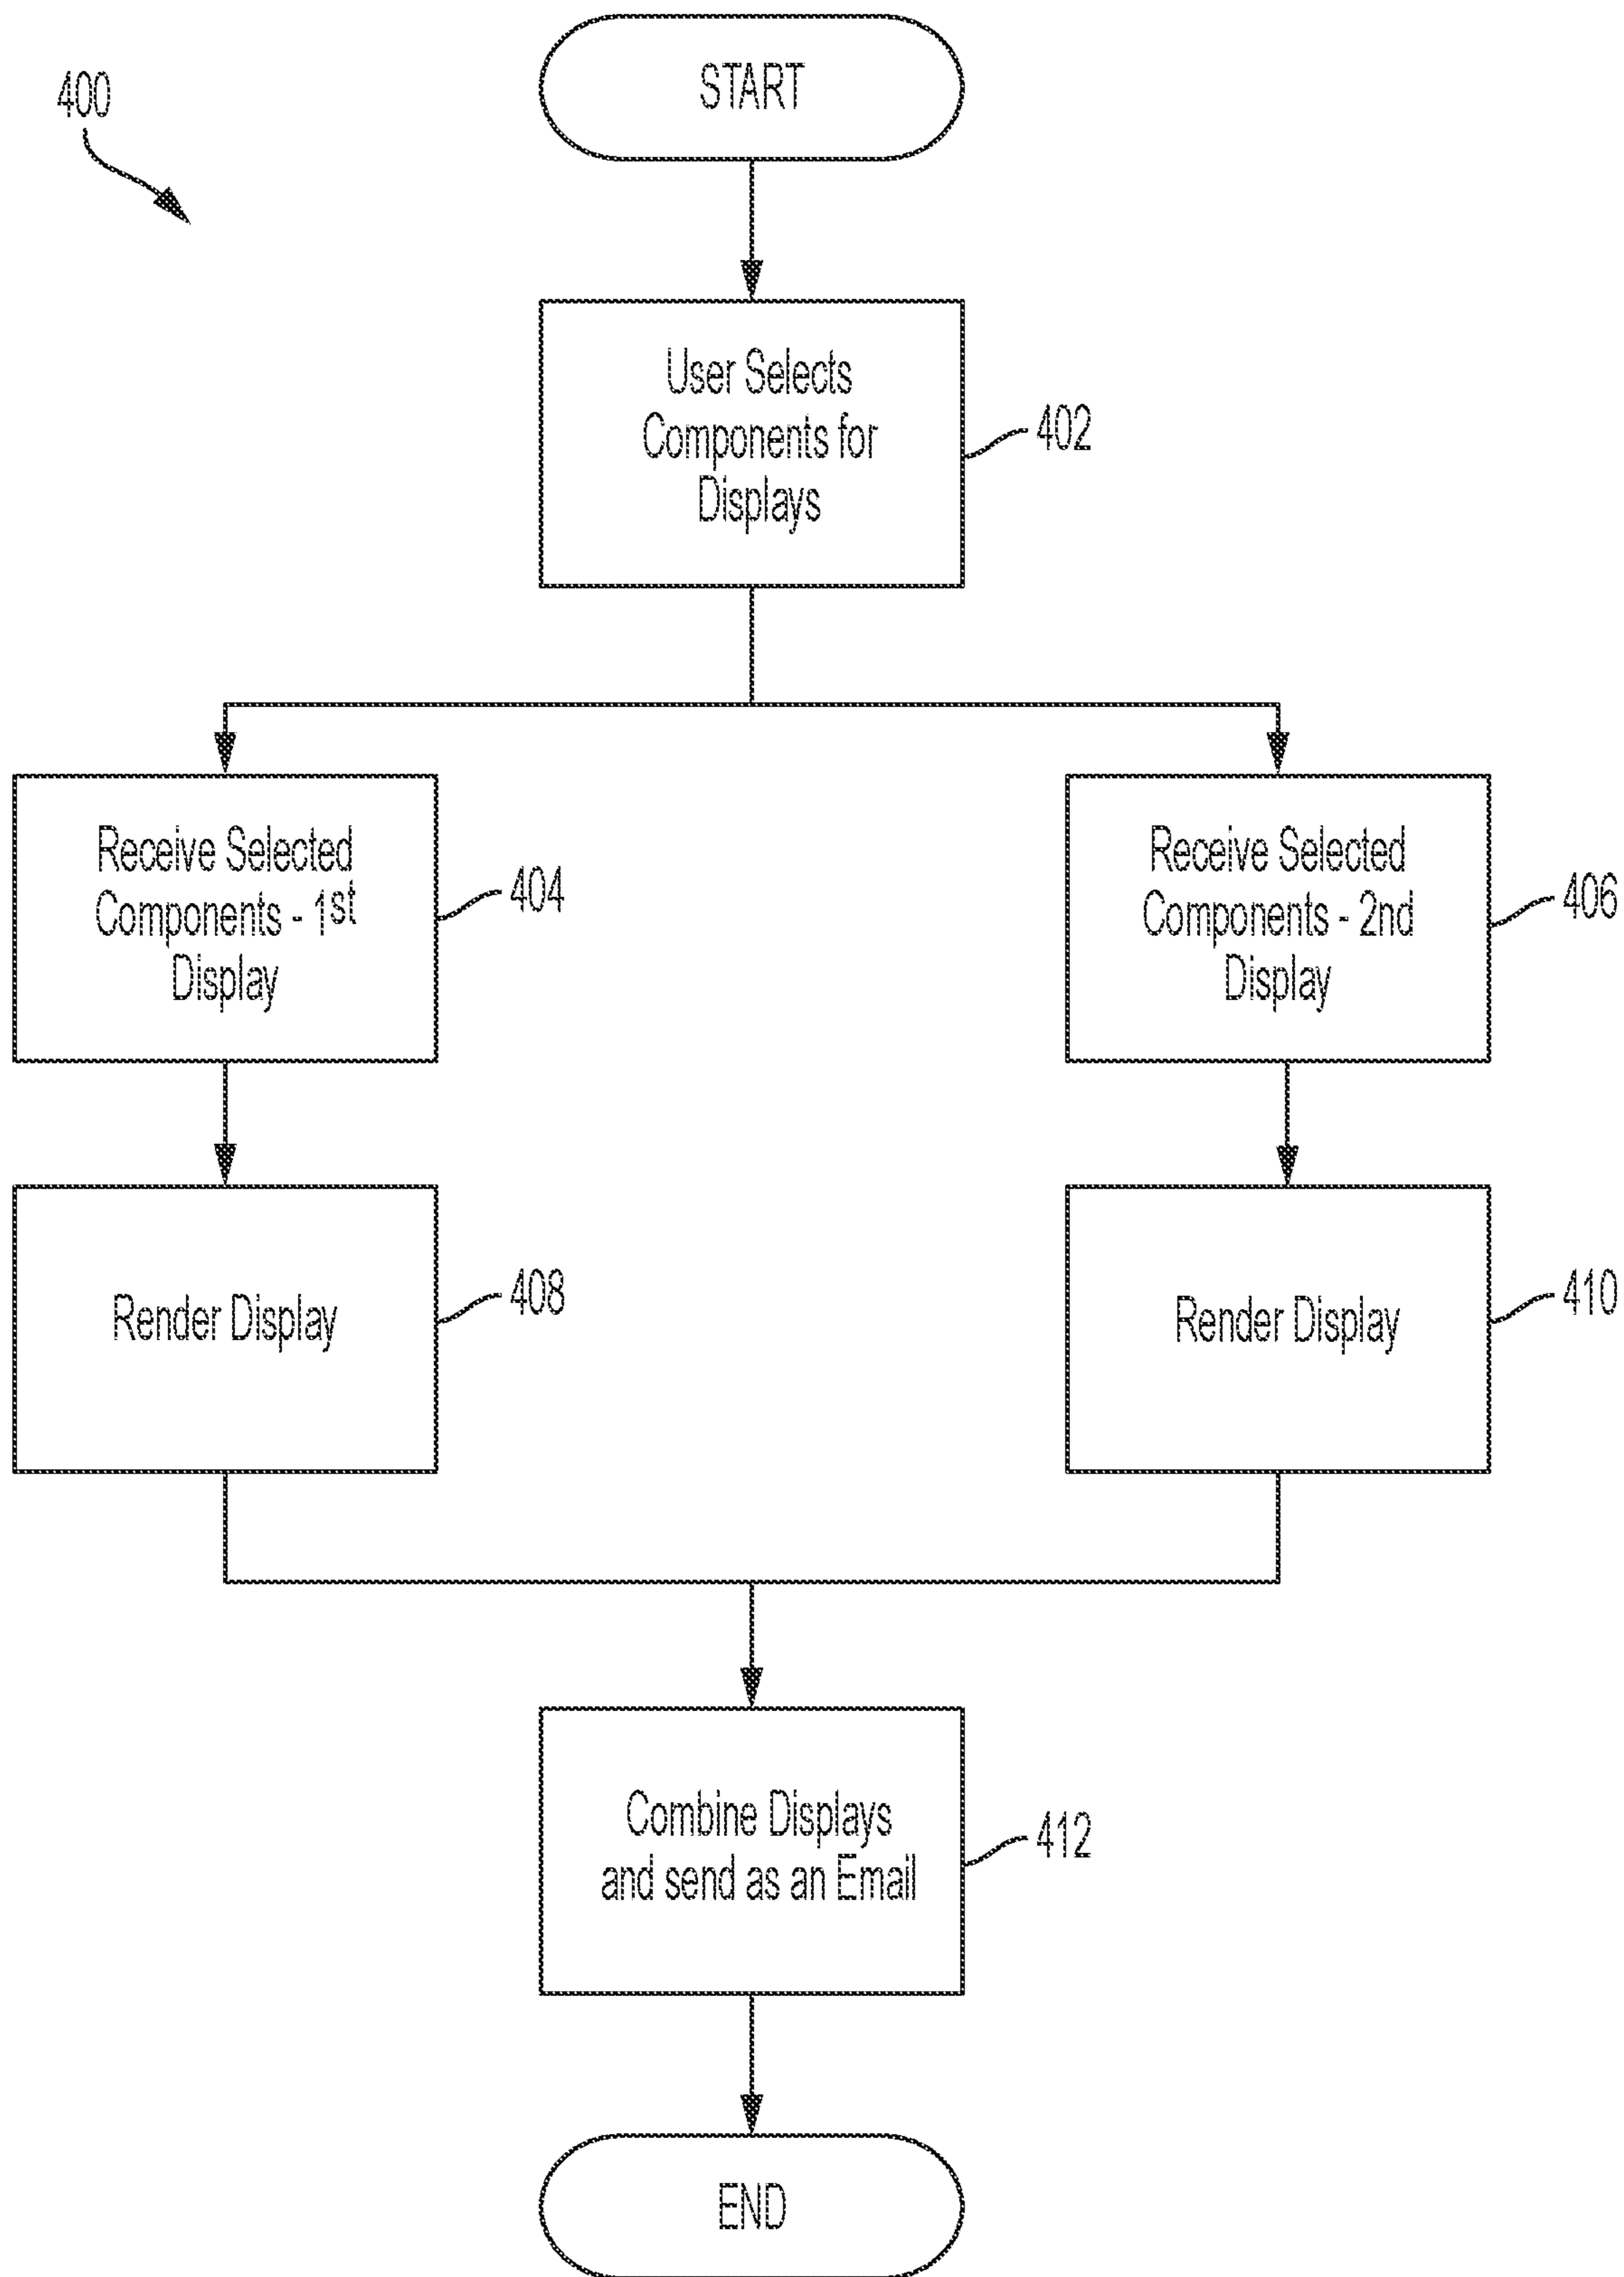 400
START
User Selects
Components for
Displays
402
Receive Selected
Components - 1st
Display
404
Receive Selected
Components - 2nd
Display
406
Render Display
408
Render Display
410
Combine Displays
and send as an Email
412
END